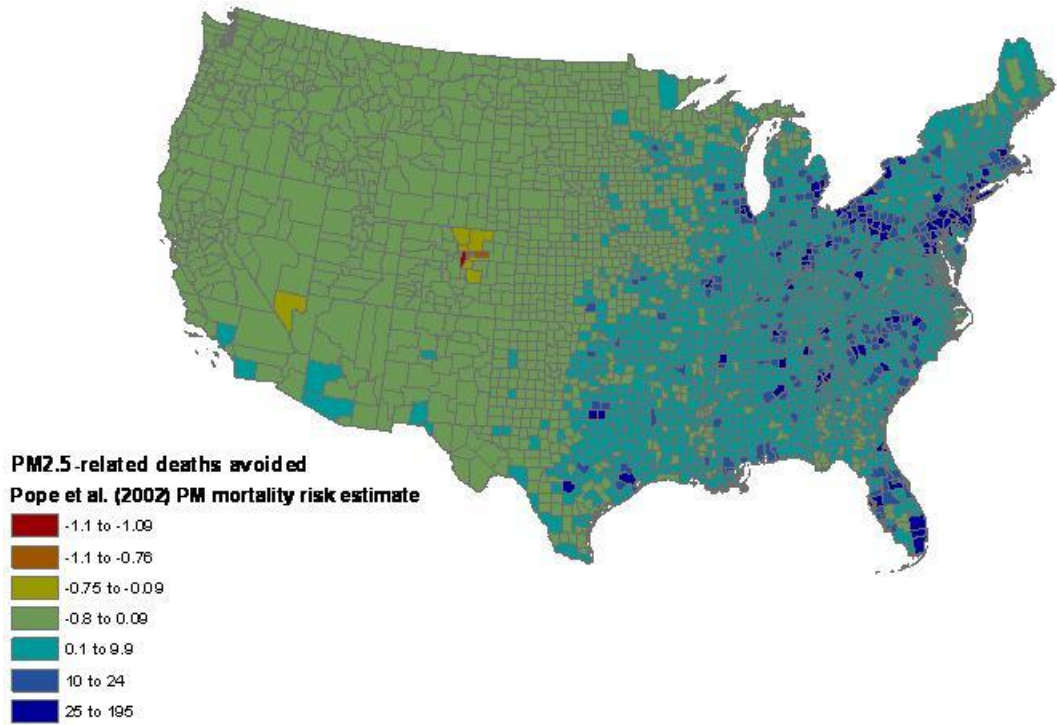 PM2.5-related deaths avoided
Pope et al. (2002) PM mortality risk estimate
-1.1 to -1.09
-1.1 to -0.76
-0.75 to -0.09
-0.8 to 0.09
0.1 to 9.9
10 to 24
25 to 195